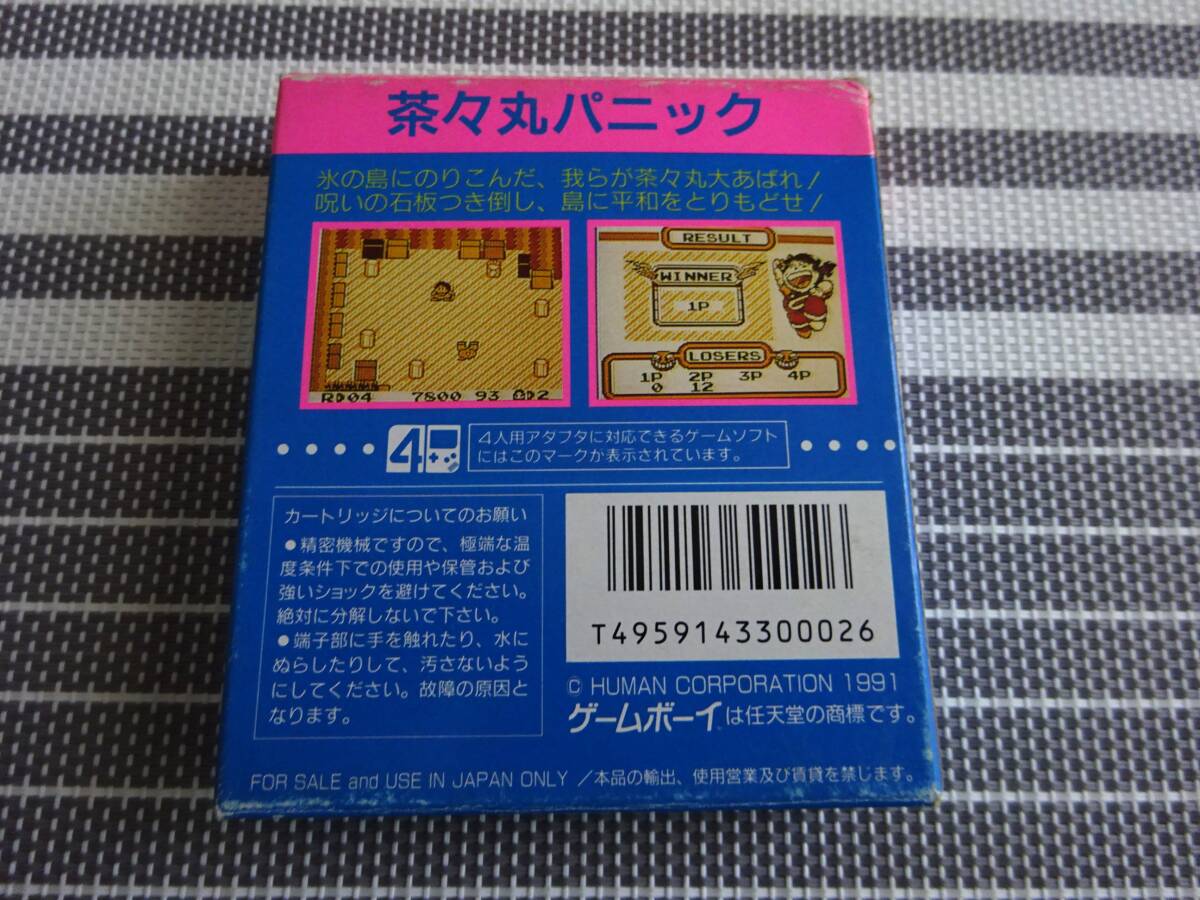 茶々丸パニック
氷の島にのりこんだ、我らが茶々丸大あばれ!
呪いの石板つき倒し、島に平和をとりもどせ!
R 04 7800 93 2
RESULT
WINNER
1P
LOSERS
1P 2P 3P 4P
0 12
4
4人用アダプタに対応できるゲームソフト
にはこのマークが表示されています。
カートリッジについてのお願い
●精密機械ですので、極端な温
度条件下での使用や保管および
強いショックを避けてください。
絶対に分解しないで下さい。
●端子部に手を触れたり、水に
ぬらしたりして、汚さないよう
にしてください。故障の原因と
なります。
T4959143300026
© HUMAN CORPORATION 1991
ゲームボーイは任天堂の商標です。
FOR SALE and USE IN JAPAN ONLY /本品の輸出、使用営業及び賃貸を禁じます。